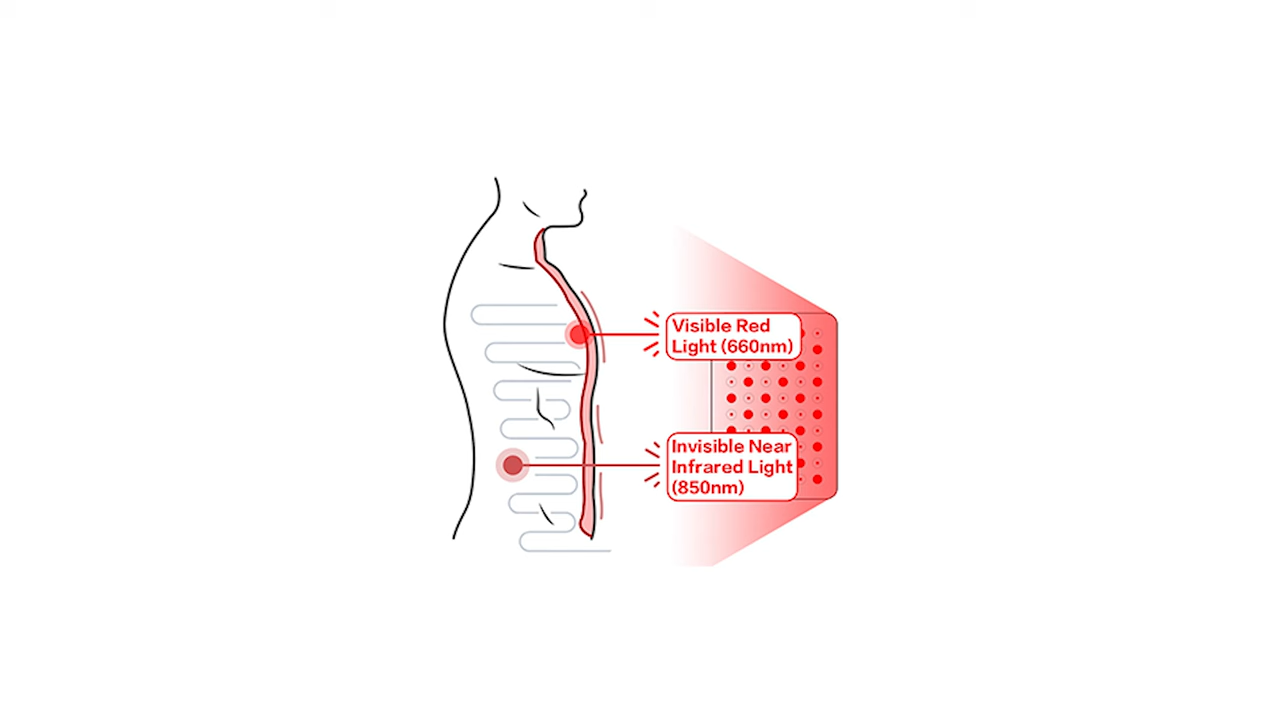 Visible Red
Light (660nm)
Invisible Near
Infrared Light
(850nm)